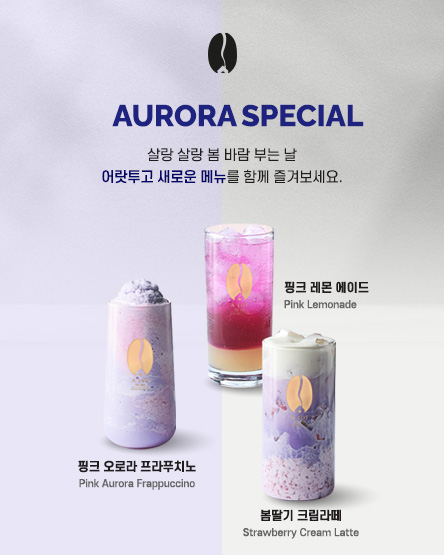 AURORA SPECIAL
살랑 살랑 봄 바람 부는 날
어랏투고 새로운 메뉴를 함께 즐겨보세요.
핑크 레몬 에이드
Pink Lemonade
핑크 오로라 프라푸치노
Pink Aurora Frappuccino
봄딸기 크림라떼
Strawberry Cream Latte